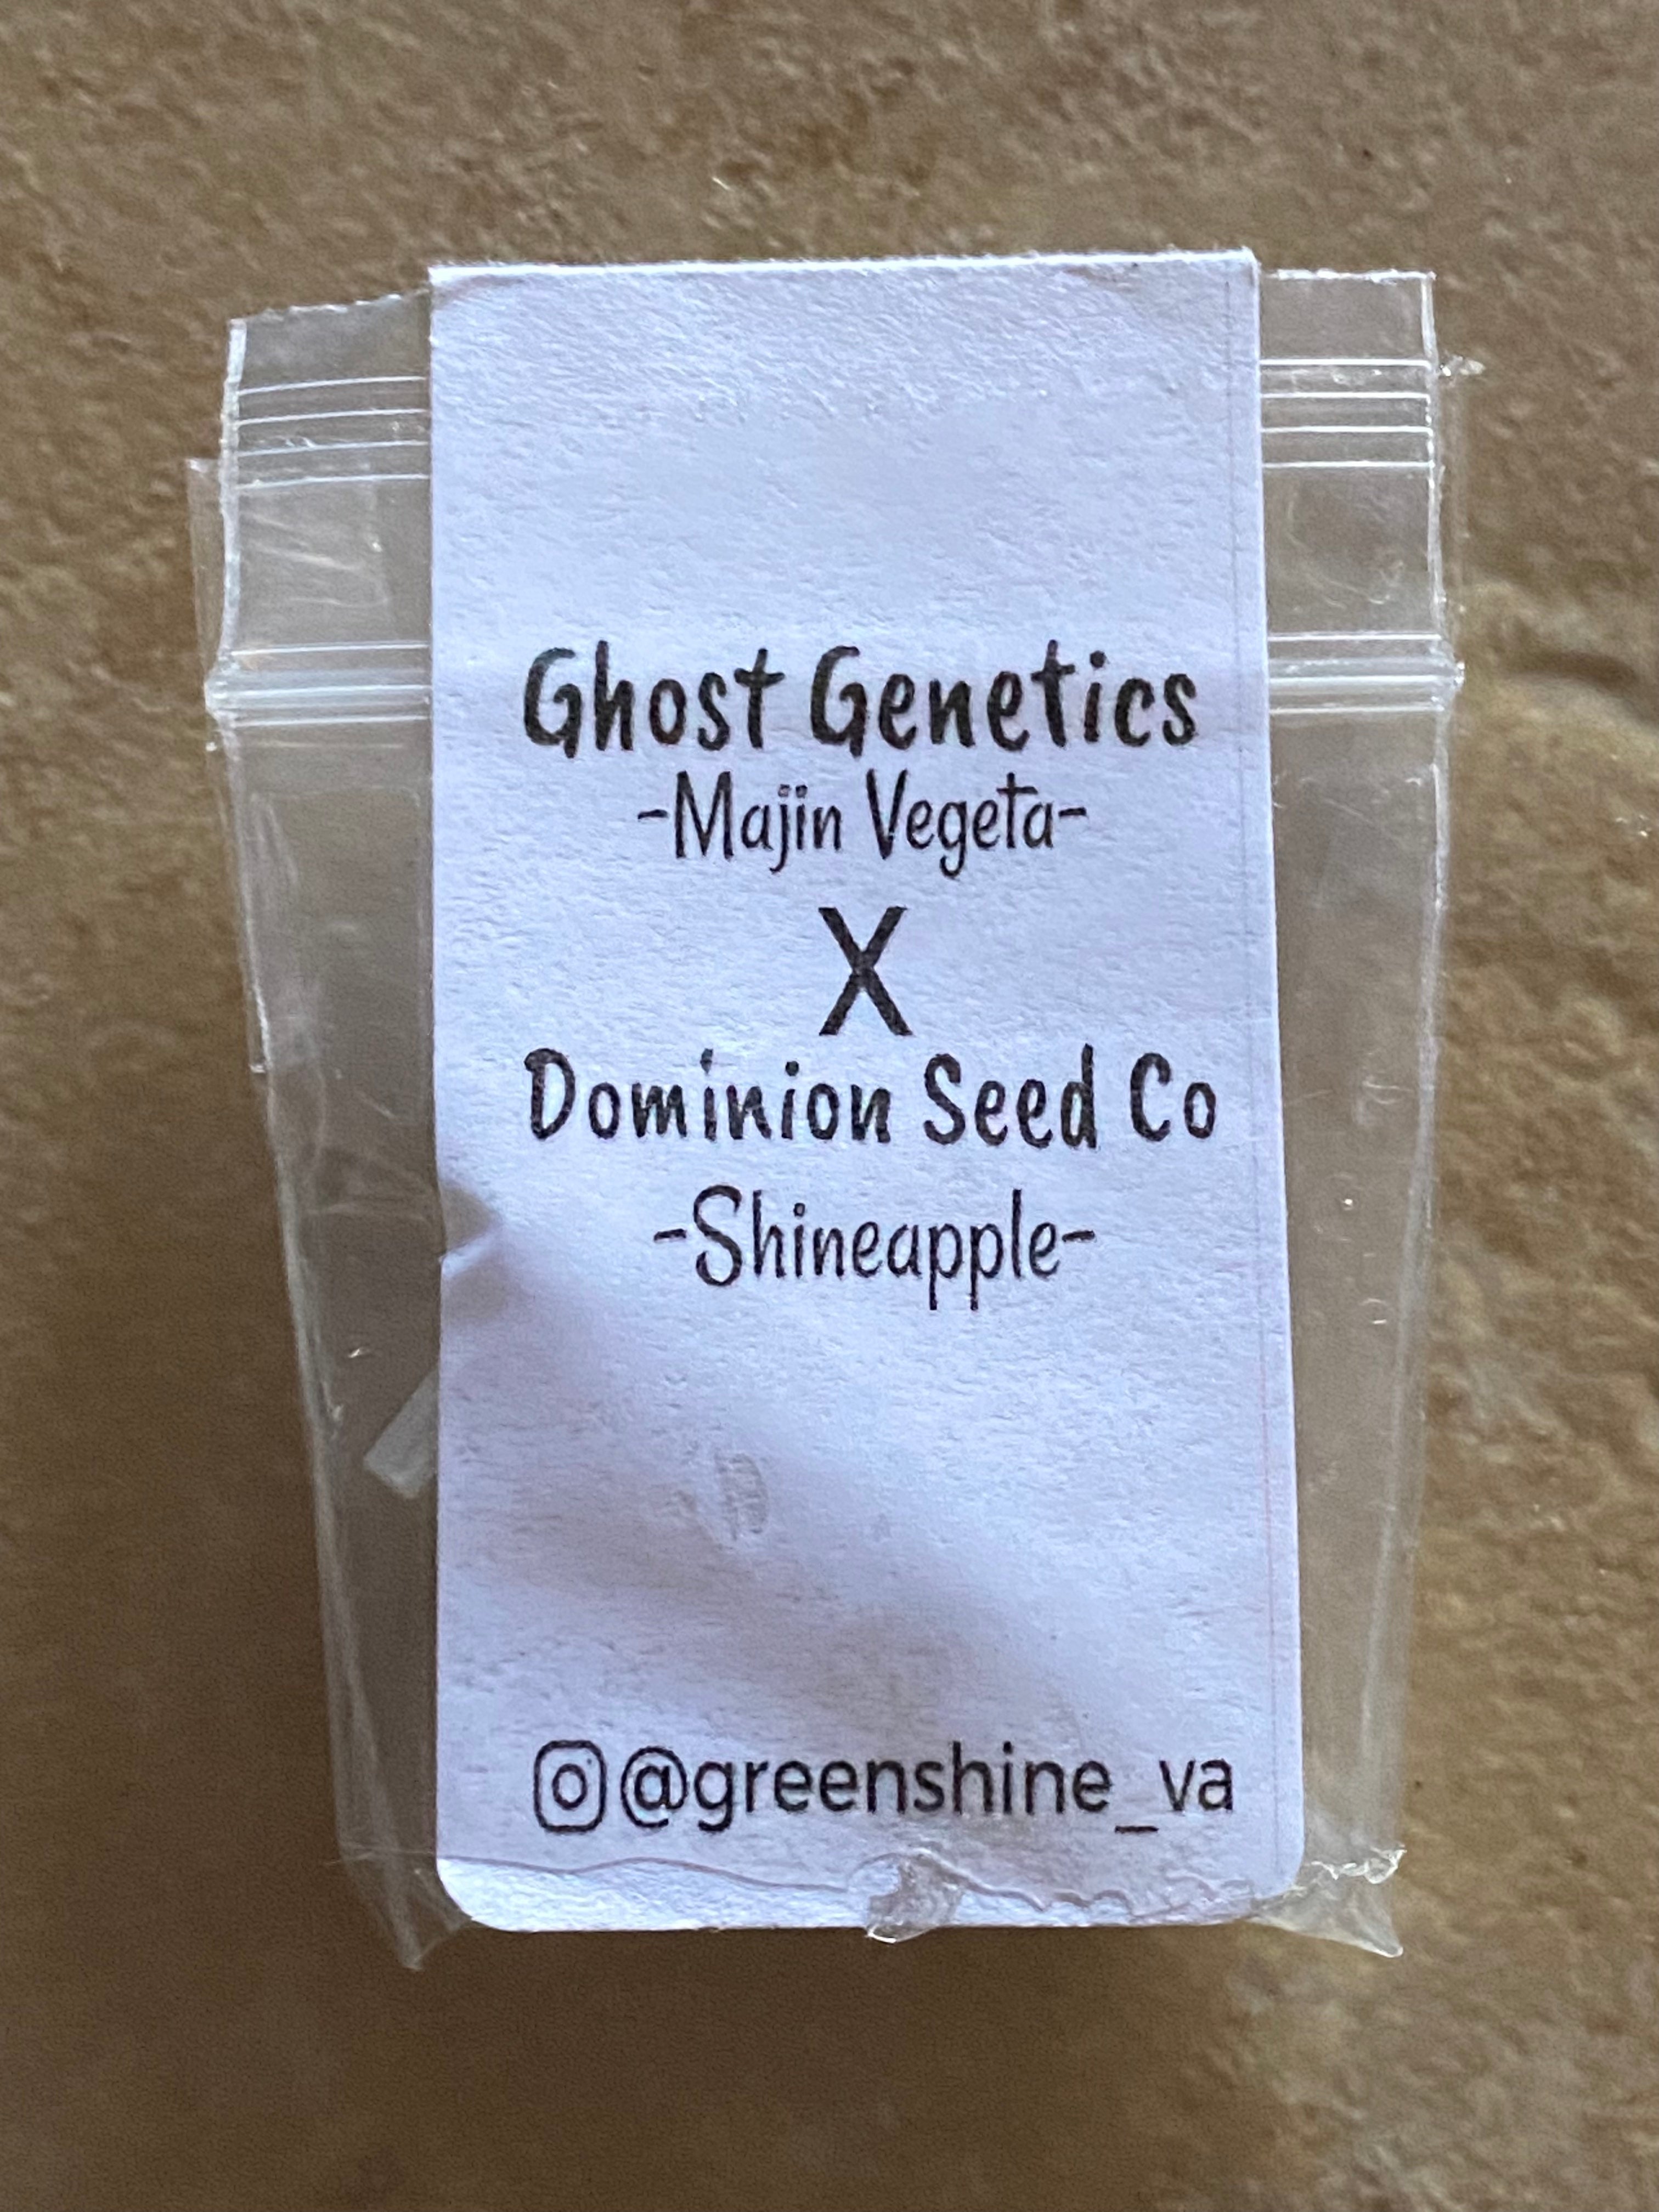 Ghost Genetics
-Majin Vegeta-
X
Dominion Seed Co
-Shineapple-
@greenshine_va